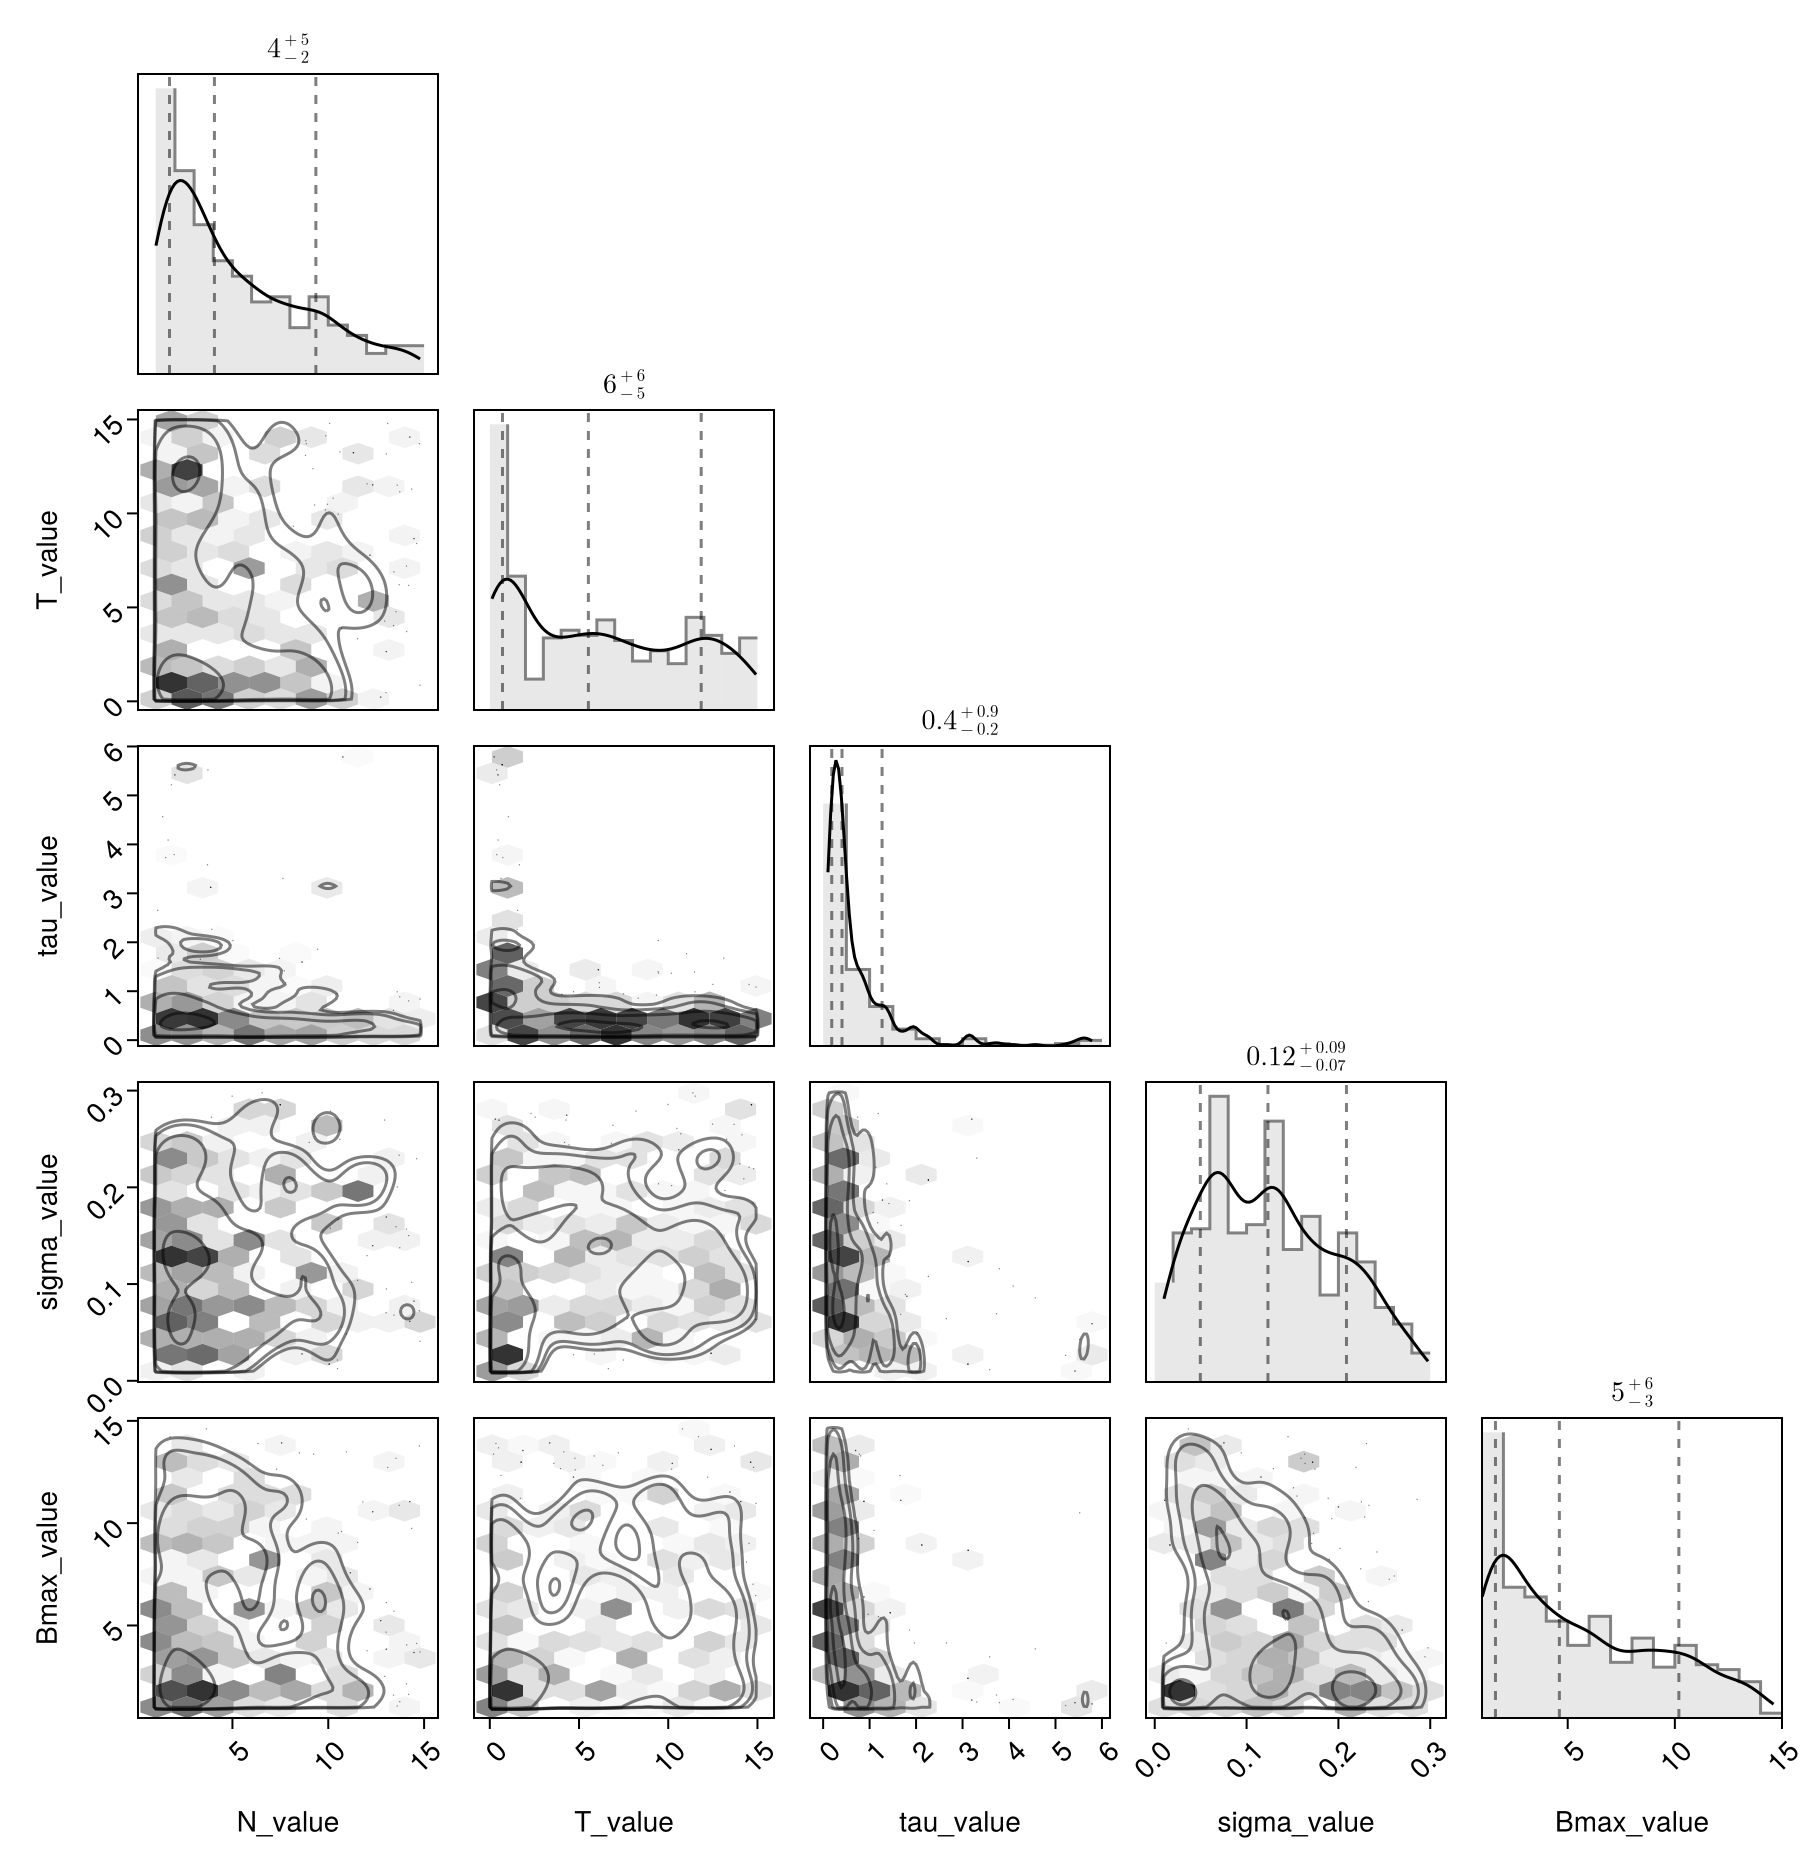 4 +5 −2
6 +6 −5
15
10
5
0
T_value
0.4 +0.9 −0.2
6
5
4
3
2
1
0
tau_value
0.12 +0.09 −0.07
0.3
0.2
0.1
0.0
sigma_value
5 +6 −3
15
10
5
Bmax_value
5 10 15 0 5 10 15 0 1 2 3 4 5 6 0.0 0.1 0.2 0.3 5 10 15
N_value T_value tau_value sigma_value Bmax_value